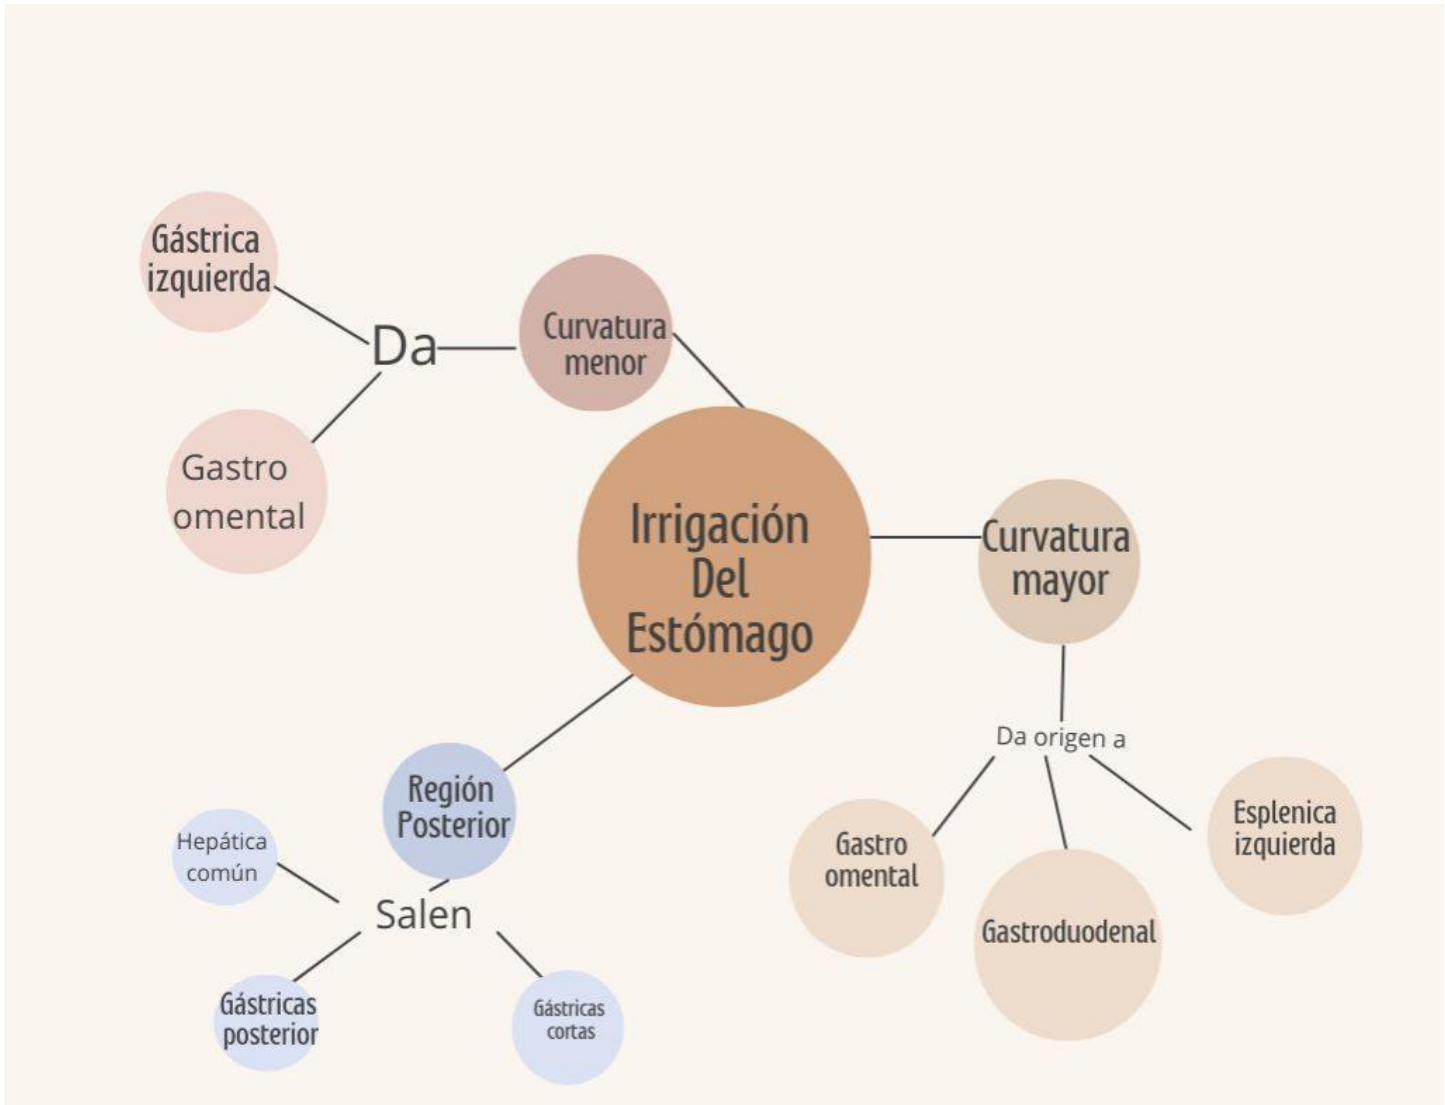 Gástrica
izquierda
Da
Curvatura
menor
Gastro
omental
Irrigación
Del
Estómago
Curvatura
mayor
Da origen a
Gastro
omental
Gastroduodenal
Esplenica
izquierda
Región
Posterior
Hepática
común
Salen
Gástricas
posterior
Gástricas
cortas